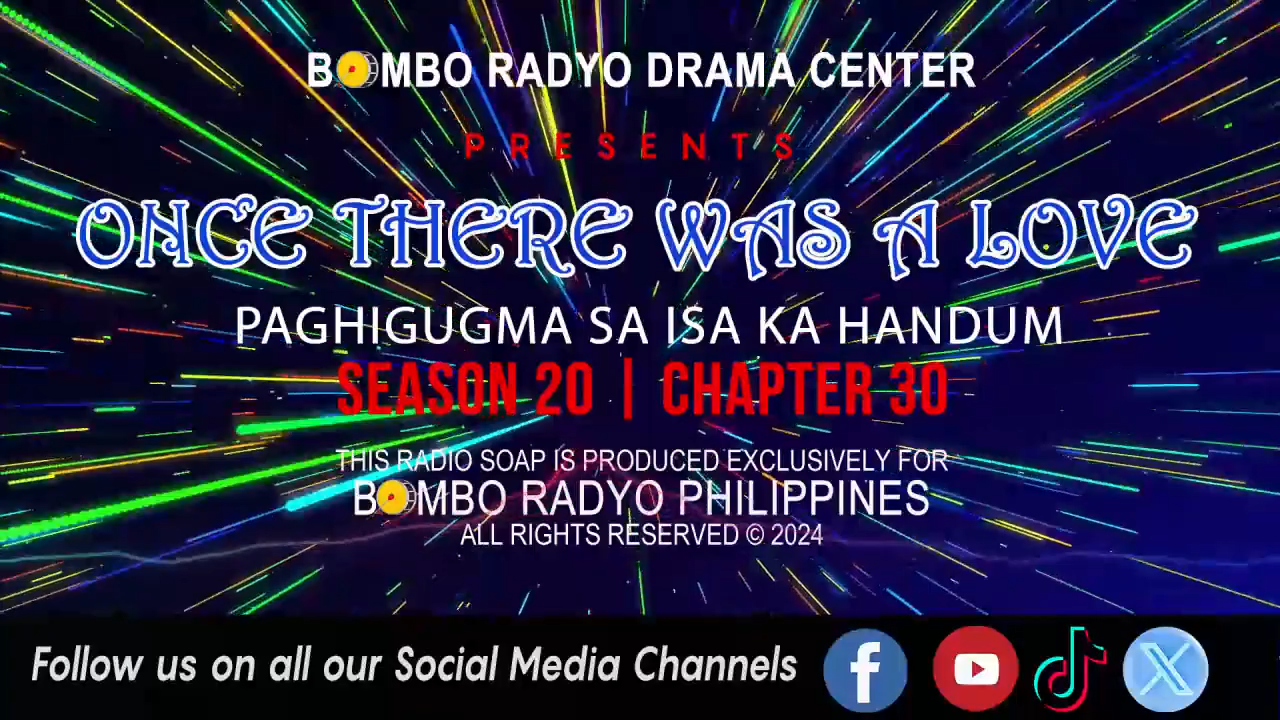 BOMBO RADYO DRAMA CENTER
PRESENTS
ONCE THERE WAS A LOVE
PAGHIGUGMA SA ISA KA HANDUM
SEASON 20 | CHAPTER 30
THIS RADIO SOAP IS PRODUCED EXCLUSIVELY FOR
BOMBO RADYO PHILIPPINES
ALL RIGHTS RESERVED © 2024
Follow us on all our Social Media Channels